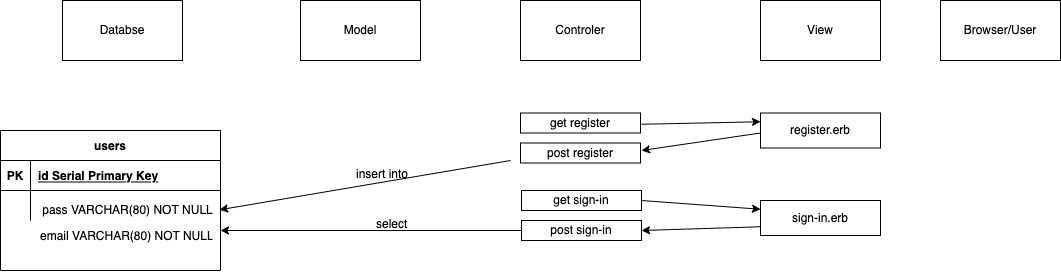 Databse
Model
Controler
View
Browser/User
get register
register.erb
users
post register
PK
id Serial Primary Key
insert into
get sign-in
pass VARCHAR(80) NOT NULL
sign-in.erb
select
post sign-in
email VARCHAR(80) NOT NULL